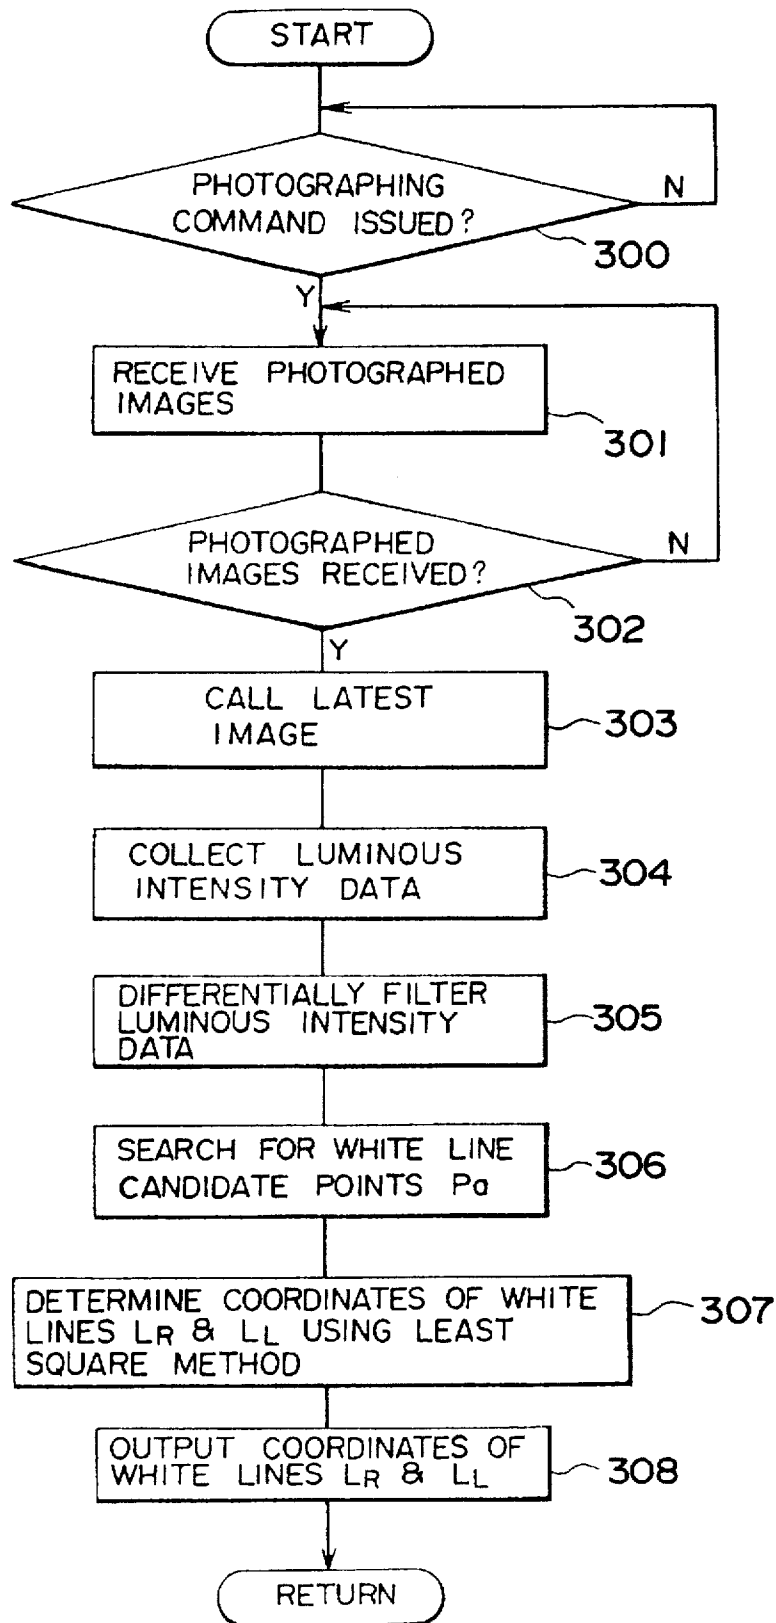 START
PHOTOGRAPHING
COMMAND ISSUED?
N
300
Y
RECEIVE PHOTOGRAPHED
IMAGES
301
PHOTOGRAPHED
IMAGES RECEIVED?
N
302
Y
CALL LATEST
IMAGE
303
COLLECT LUMINOUS
INTENSITY DATA
304
DIFFERENTIALLY FILTER
LUMINOUS INTENSITY
DATA
305
SEARCH FOR WHITE LINE
CANDIDATE POINTS Pa
306
DETERMINE COORDINATES OF WHITE
LINES LR & LL USING LEAST
SQUARE METHOD
307
OUTPUT COORDINATES OF
WHITE LINES LR & LL
308
RETURN